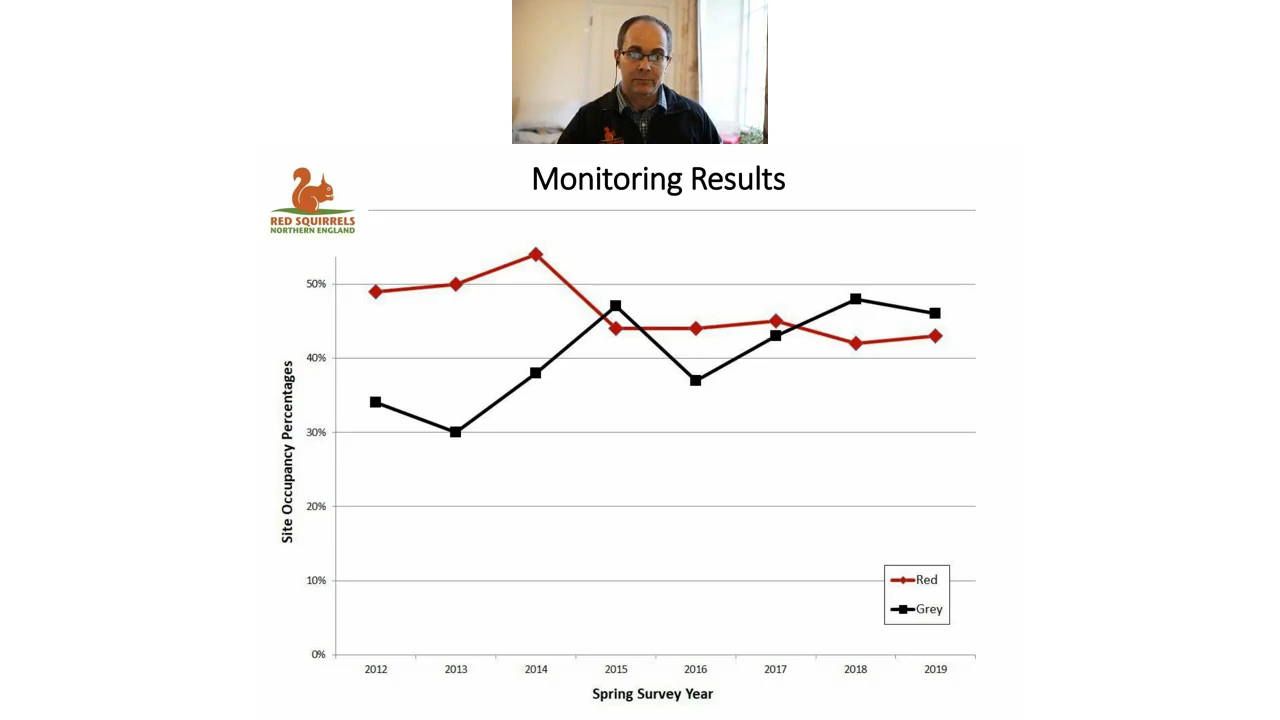 Monitoring Results
RED SQUIRRELS
NORTHERN ENGLAND
50%
40%
30%
20%
10%
0%
Site Occupancy Percentages
Red
Grey
2012 2013 2014 2015 2016 2017 2018 2019
Spring Survey Year